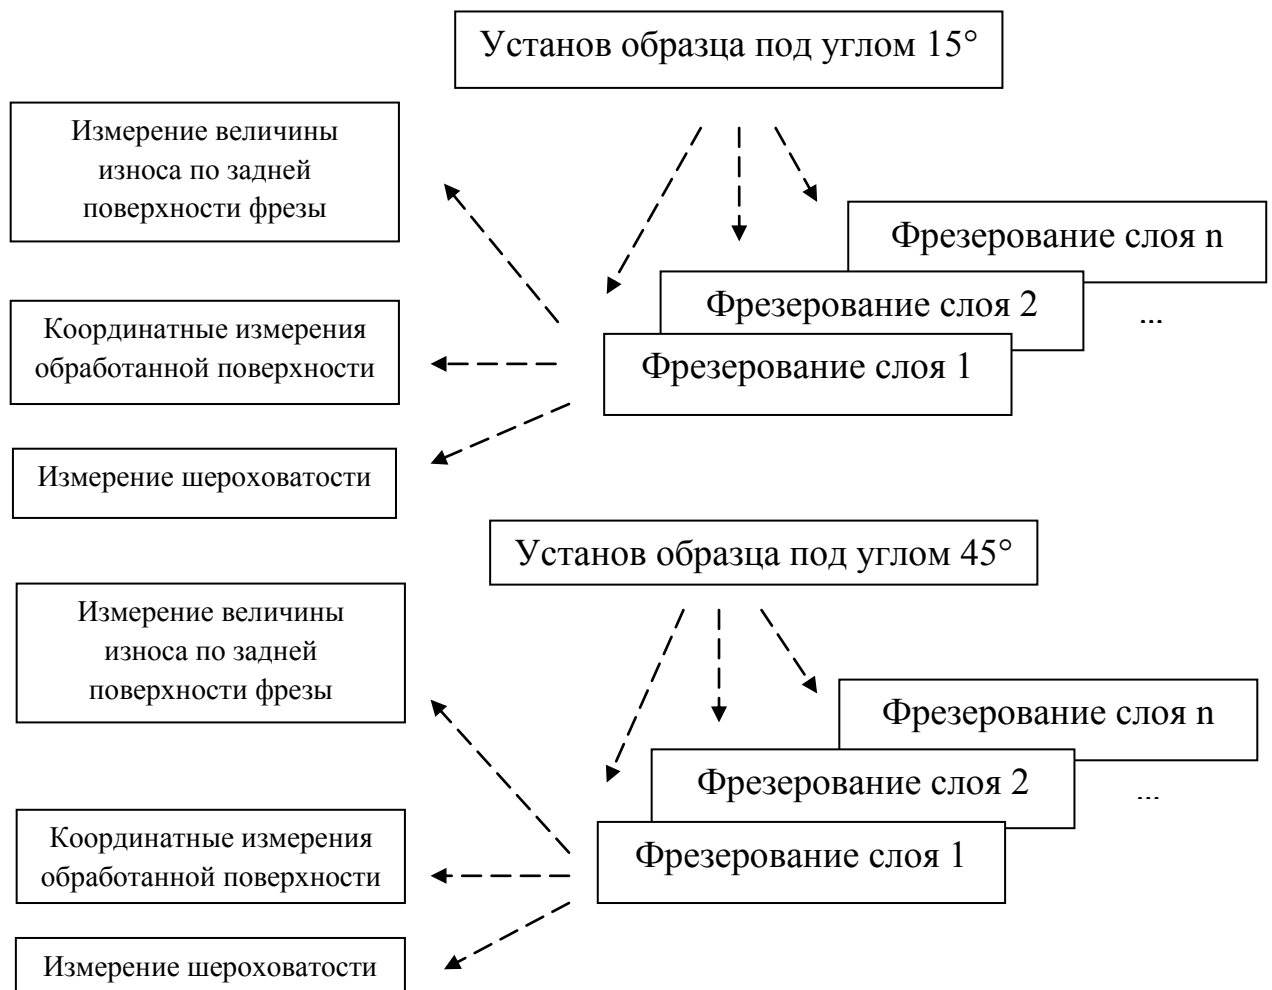 Установ образца под углом 15°
Измерение величины
износа по задней
поверхности фрезы
Фрезерование слоя n
Фрезерование слоя 2
...
Координатные измерения
обработанной поверхности
Фрезерование слоя 1
Измерение шероховатости
Установ образца под углом 45°
Измерение величины
износа по задней
поверхности фрезы
Фрезерование слоя n
Фрезерование слоя 2
...
Координатные измерения
обработанной поверхности
Фрезерование слоя 1
Измерение шероховатости